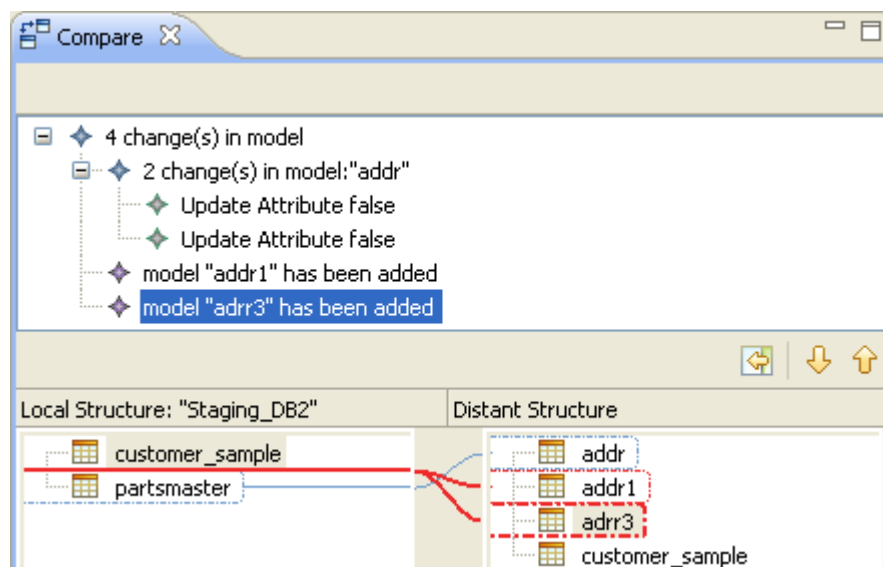 Compare
4 change(s) in model
2 change(s) in model:"addr"
Update Attribute false
Update Attribute false
model "addr1" has been added
model "adrr3" has been added
Local Structure: "Staging_DB2" Distant Structure
customer_sample addr
partsmaster addr1
adrr3
customer_sample